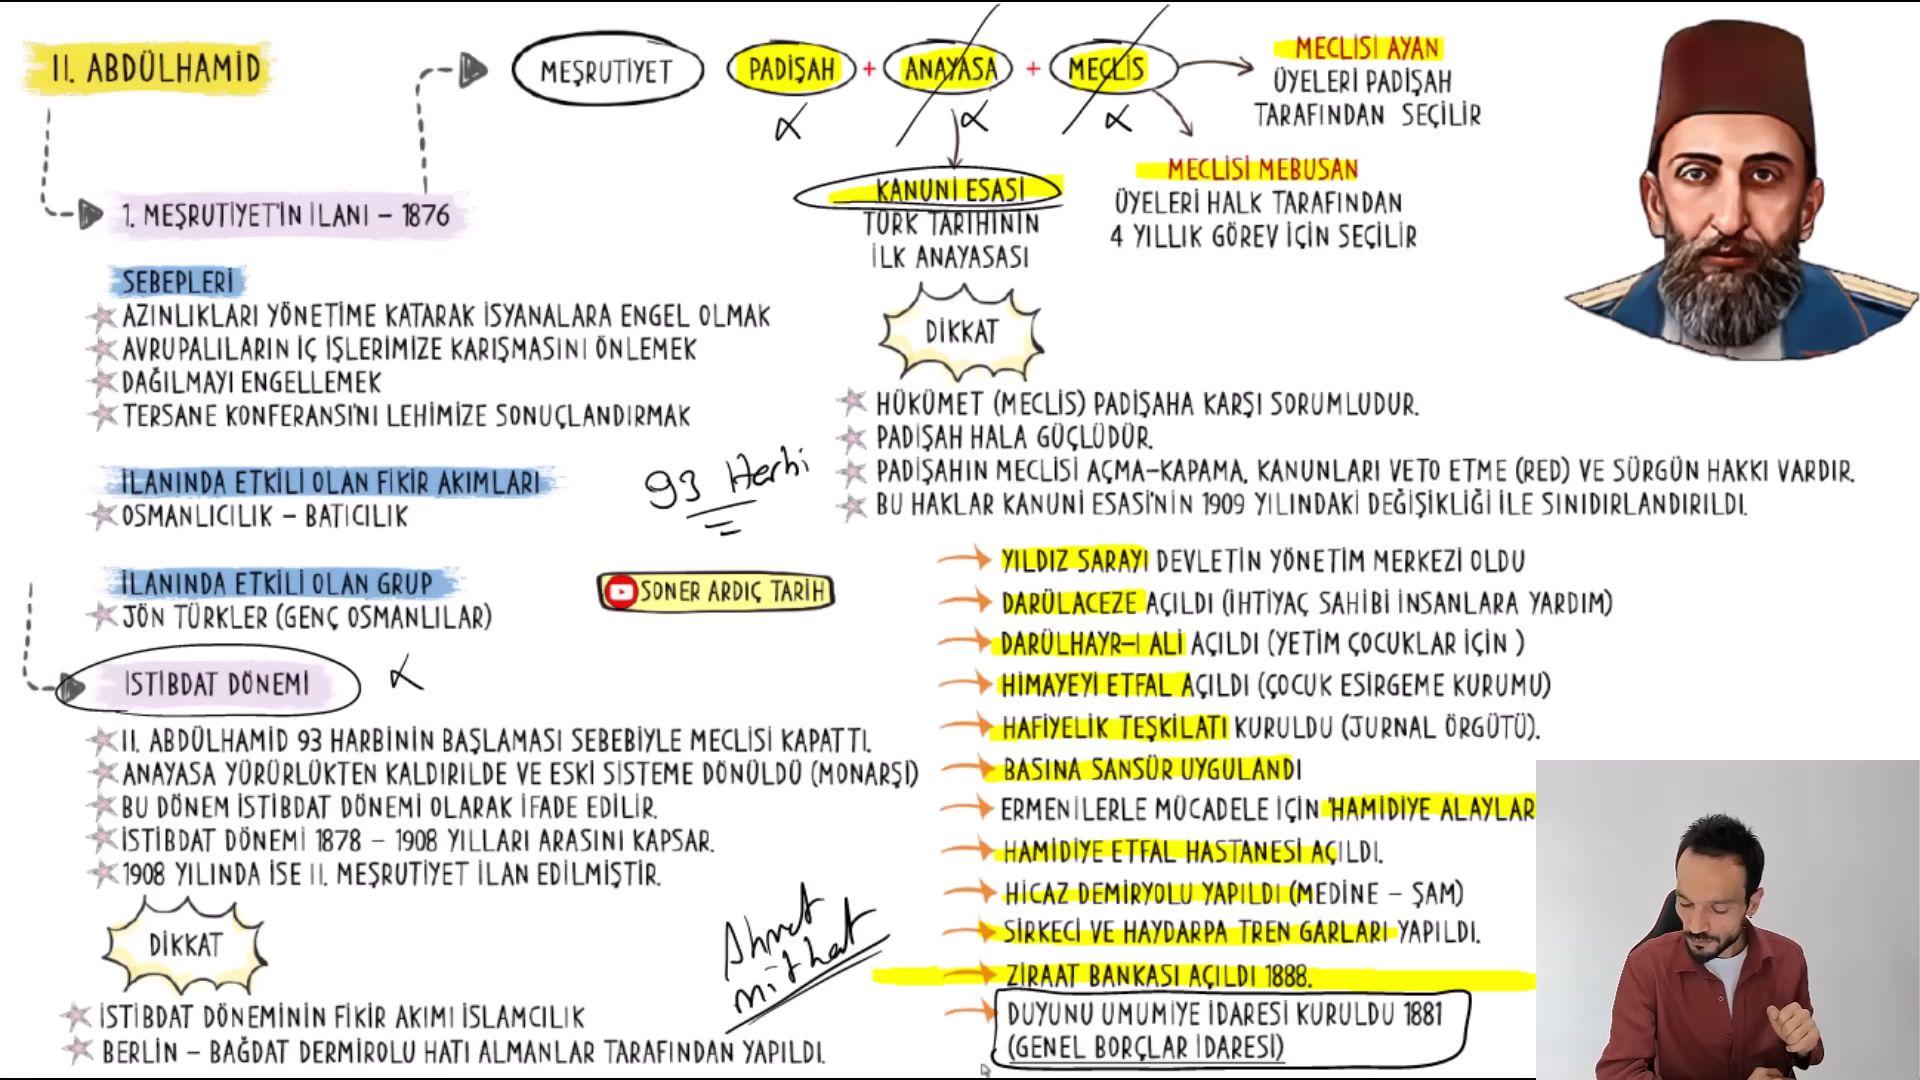 II. ABDÜLHAMİD
1. MEŞRUTİYET'İN İLANI – 1876
MEŞRUTİYET
PADİŞAH + ANAYASA + MECLİS
MECLİSİ AYAN
ÜYELERİ PADİŞAH
TARAFINDAN SEÇİLİR
MECLİSİ MEBUSAN
ÜYELERİ HALK TARAFINDAN
4 YILLIK GÖREV İÇİN SEÇİLİR
KANUNİ ESASİ
TÜRK TARİHİNİN
İLK ANAYASASI
SEBEPLERİ
AZINLIKLARI YÖNETİME KATARAK İSYANALARA ENGEL OLMAK
AVRUPALILARIN İÇ İŞLERİMİZE KARIŞMASINI ÖNLEMEK
DAĞILMAYI ENGELLEMEK
TERSANE KONFERANSI'NI LEHİMİZE SONUÇLANDIRMAK
İLANINDA ETKİLİ OLAN FİKİR AKIMLARI
OSMANLICILIK – BATICILIK
93 Harbi
İLANINDA ETKİLİ OLAN GRUP
JÖN TÜRKLER (GENÇ OSMANLILAR)
SONER ARDIÇ TARİH
DİKKAT
HÜKÜMET (MECLİS) PADİŞAHA KARŞI SORUMLUDUR.
PADİŞAH HALA GÜÇLÜDÜR.
PADİŞAHIN MECLİSİ AÇMA-KAPAMA, KANUNLARI VETO ETME (RED) VE SÜRGÜN HAKKI VARDIR.
BU HAKLAR KANUNİ ESASİ'NİN 1909 YILINDAKİ DEĞİŞİKLİĞİ İLE SINIDIRLANDIRILDI.
İSTİBDAT DÖNEMİ
II. ABDÜLHAMİD 93 HARBİNİN BAŞLAMASI SEBEBİYLE MECLİSİ KAPATTI.
ANAYASA YÜRÜRLÜKTEN KALDIRILDE VE ESKİ SİSTEME DÖNÜLDÜ (MONARŞİ)
BU DÖNEM İSTİBDAT DÖNEMİ OLARAK İFADE EDİLİR.
İSTİBDAT DÖNEMİ 1878 – 1908 YILLARI ARASINI KAPSAR.
1908 YILINDA İSE II. MEŞRUTİYET İLAN EDİLMİŞTİR.
DİKKAT
Ahmet
mithat
İSTİBDAT DÖNEMİNİN FİKİR AKIMI İSLAMCILIK
BERLİN – BAĞDAT DERMİROLU HATI ALMANLAR TARAFINDAN YAPILDI.
YILDIZ SARAYI DEVLETİN YÖNETİM MERKEZİ OLDU
DARÜLACEZE AÇILDI (İHTİYAÇ SAHİBİ İNSANLARA YARDIM)
DARÜLHAYR-I ALİ AÇILDI (YETİM ÇOCUKLAR İÇİN )
HİMAYEYİ ETFAL AÇILDI (ÇOCUK ESİRGEME KURUMU)
HAFİYELİK TEŞKİLATI KURULDU (JURNAL ÖRGÜTÜ).
BASINA SANSÜR UYGULANDI
ERMENİLERLE MÜCADELE İÇİN 'HAMİDİYE ALAYLAR
HAMİDİYE ETFAL HASTANESİ AÇILDI.
HİCAZ DEMİRYOLU YAPILDI (MEDİNE – ŞAM)
SİRKECİ VE HAYDARPA TREN GARLARI YAPILDI.
ZİRAAT BANKASI AÇILDI 1888.
DUYUNU UMUMİYE İDARESİ KURULDU 1881
(GENEL BORÇLAR İDARESİ)